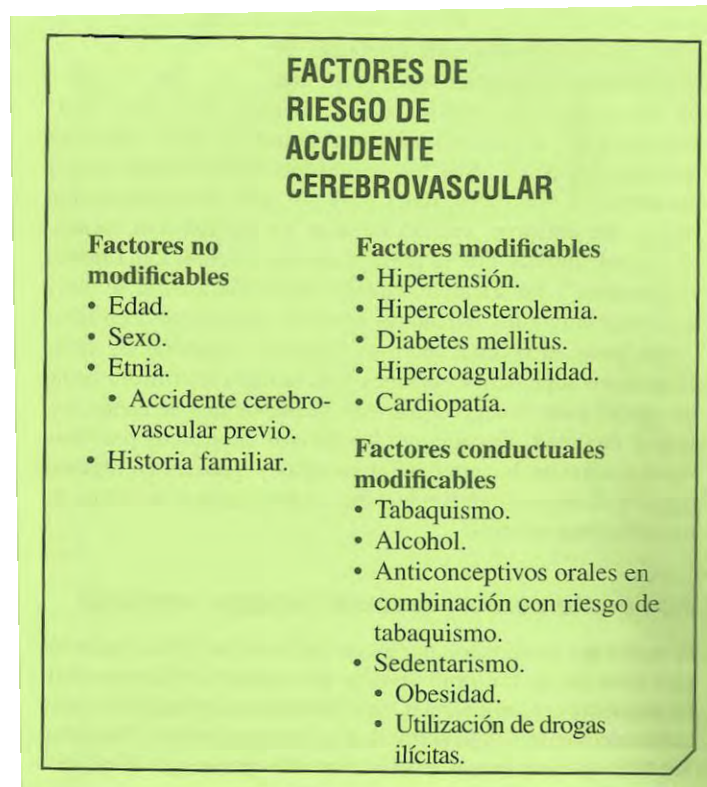 FACTORES DE
RIESGO DE
ACCIDENTE
CEREBROVASCULAR
Factores no
modificables
• Edad.
• Sexo.
• Etnia.
• Accidente cerebro-
vascular previo.
• Historia familiar.
Factores modificables
• Hipertensión.
• Hipercolesterolemia.
• Diabetes mellitus.
• Hipercoagulabilidad.
• Cardiopatía.
Factores conductuales
modificables
• Tabaquismo.
• Alcohol.
• Anticonceptivos orales en
combinación con riesgo de
tabaquismo.
• Sedentarismo.
• Obesidad.
• Utilización de drogas
ilícitas.